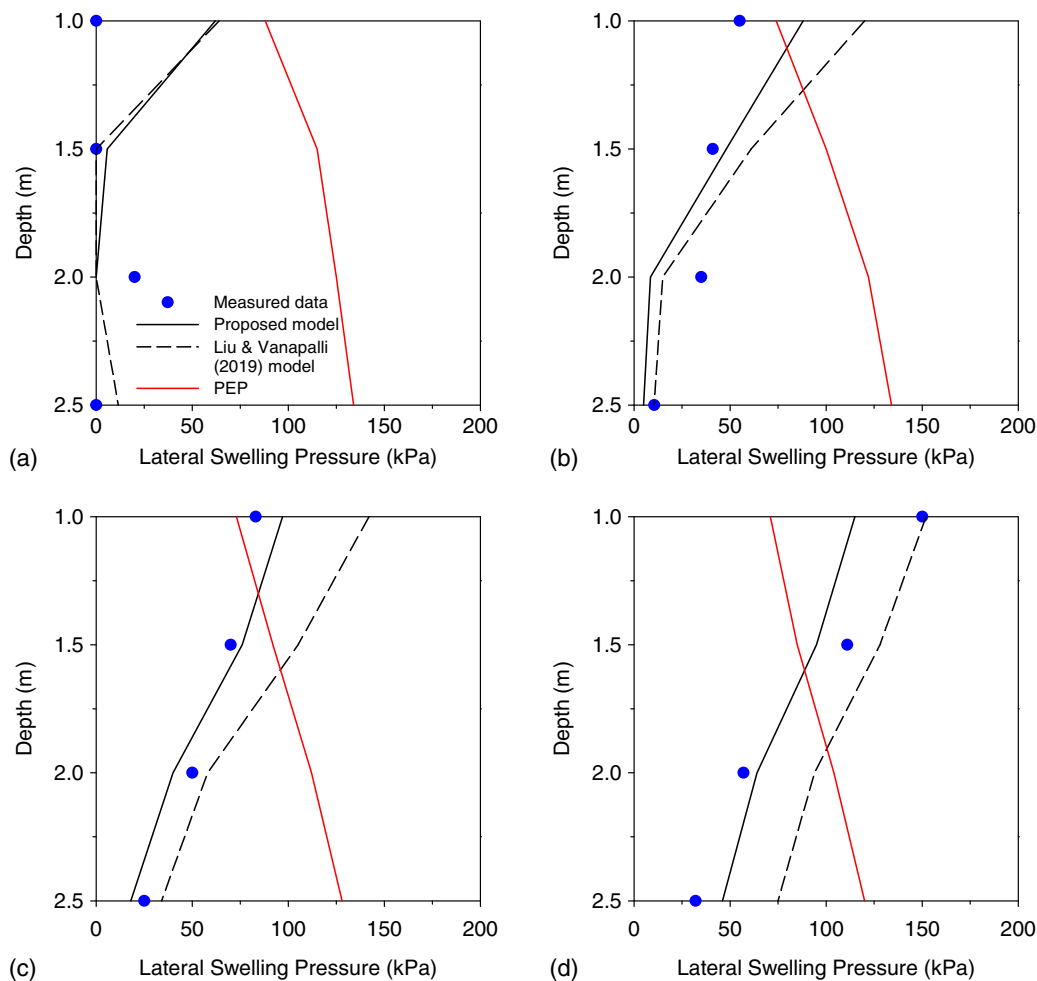 1.0
1.5
2.0
2.5
Depth (m)
Measured data
Proposed model
Liu & Vanapalli
(2019) model
PEP
0 50 100 150 200
(a) Lateral Swelling Pressure (kPa)
1.0
1.5
2.0
2.5
Depth (m)
0 50 100 150 200
(b) Lateral Swelling Pressure (kPa)
1.0
1.5
2.0
2.5
Depth (m)
0 50 100 150 200
(c) Lateral Swelling Pressure (kPa)
1.0
1.5
2.0
2.5
Depth (m)
0 50 100 150 200
(d) Lateral Swelling Pressure (kPa)